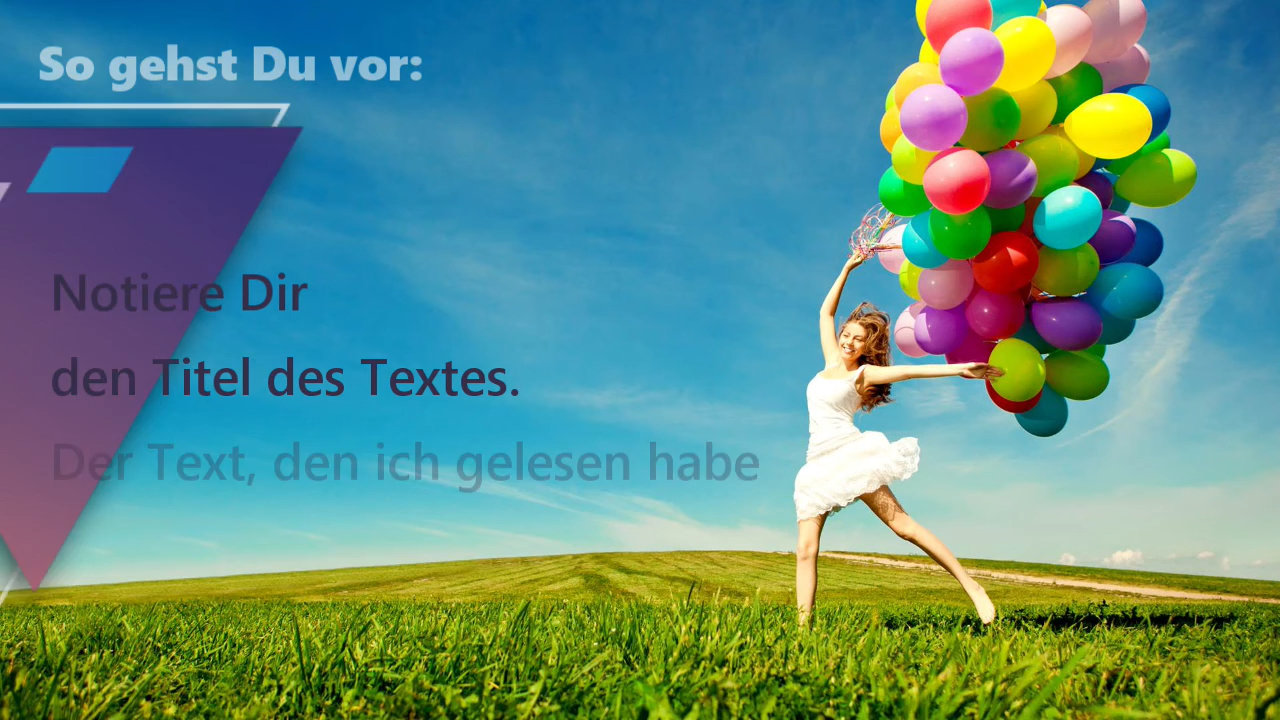 So gehst Du vor:
Notiere Dir
den Titel des Textes.
Der Text, den ich gelesen habe